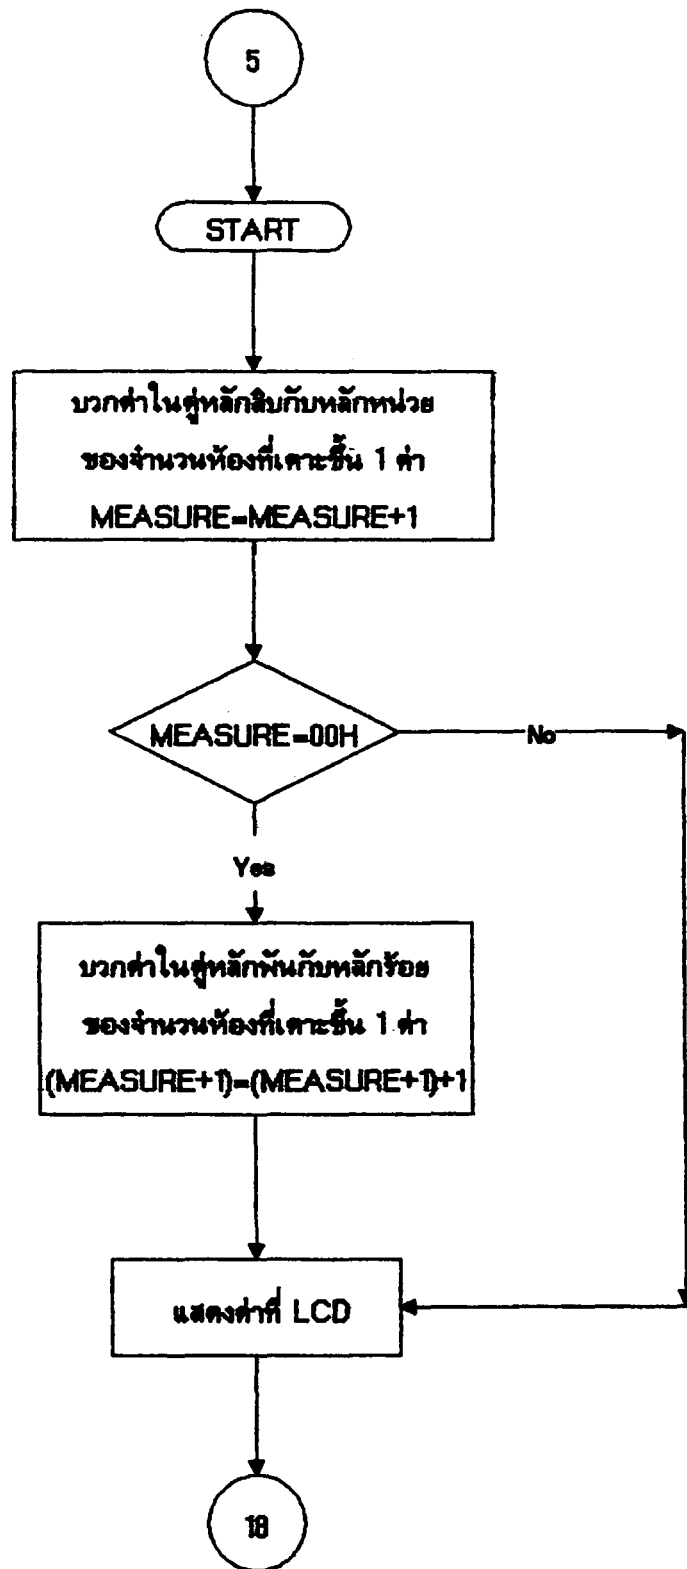 5
START
บวกค่าในคู่หลักสิบกับหลักหน่วย
ของจำนวนห้องที่เคาะขึ้น 1 ค่า
MEASURE=MEASURE+1
MEASURE=00H
No
Yes
บวกค่าในคู่หลักพันกับหลักร้อย
ของจำนวนห้องที่เคาะขึ้น 1 ค่า
(MEASURE+1)=(MEASURE+1)+1
แสดงค่าที่ LCD
18